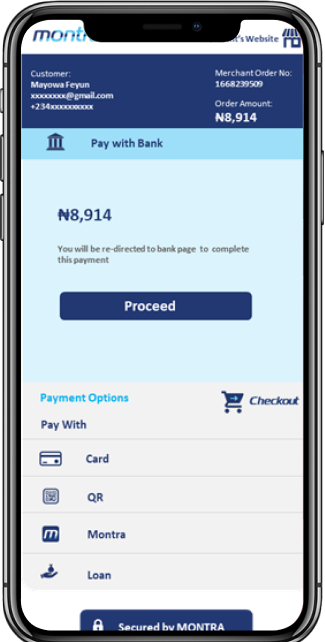 Website
Customer:
Mayowa Feyun
xxxxxxxx@gmail.com
+234xxxxxxxxxx
Merchant Order No:
1668239509
Order Amount:
₦8,914
Pay with Bank
₦8,914
You will be re-directed to bank page to complete
this payment
Proceed
Payment Options
Checkout
Pay With
Card
QR
m
Montra
Loan
Secured by MONTRA